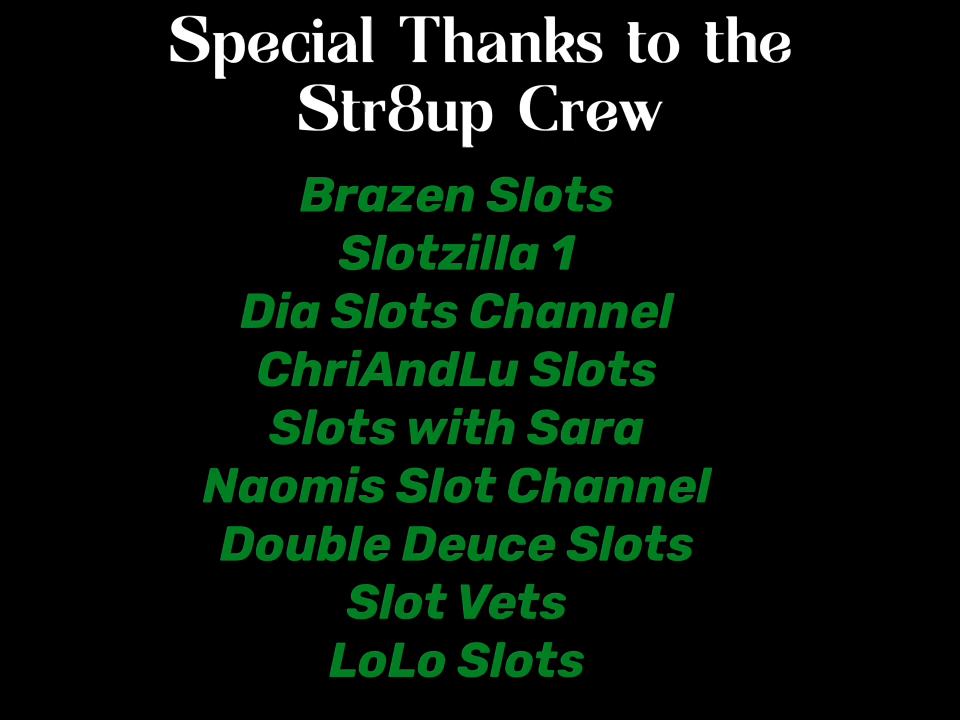 Special Thanks to the
Str8up Crew
Brazen Slots
Slotzilla 1
Dia Slots Channel
ChriAndLu Slots
Slots with Sara
Naomis Slot Channel
Double Deuce Slots
Slot Vets
LoLo Slots